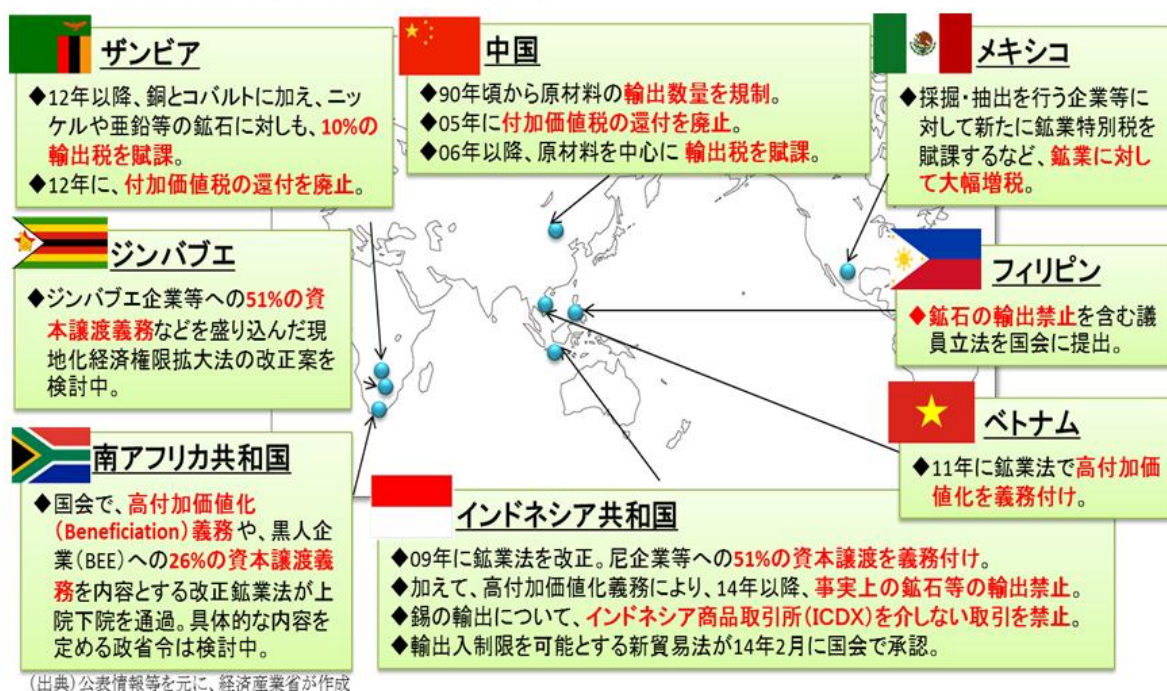 ザンビア
◆12年以降、銅とコバルトに加え、ニッ
ケルや亜鉛等の鉱石に対しも、10%の
輸出税を賦課。
◆12年に、付加価値税の還付を廃止。
中国
◆90年頃から原材料の輸出数量を規制。
◆05年に付加価値税の還付を廃止。
◆06年以降、原材料を中心に輸出税を賦課。
メキシコ
◆採掘・抽出を行う企業等に
対して新たに鉱業特別税を
賦課するなど、鉱業に対し
て大幅増税。
ジンバブエ
◆ジンバブエ企業等への51%の資
本譲渡義務などを盛り込んだ現
地化経済権限拡大法の改正案を
検討中。
フィリピン
◆鉱石の輸出禁止を含む議
員立法を国会に提出。
ベトナム
◆11年に鉱業法で高付加価
値化を義務付け。
南アフリカ共和国
◆国会で、高付加価値化
(Beneficiation)義務や、黒人企
業(BEE)への26%の資本譲渡義
務を内容とする改正鉱業法が上
院下院を通過。具体的な内容を
定める政省令は検討中。
インドネシア共和国
◆09年に鉱業法を改正。尼企業等への51%の資本譲渡を義務付け。
◆加えて、高付加価値化義務により、14年以降、事実上の鉱石等の輸出禁止。
◆錫の輸出について、インドネシア商品取引所(ICDX)を介しない取引を禁止。
◆輸出入制限を可能とする新貿易法が14年2月に国会で承認。
(出典)公表情報等を元に、経済産業省が作成